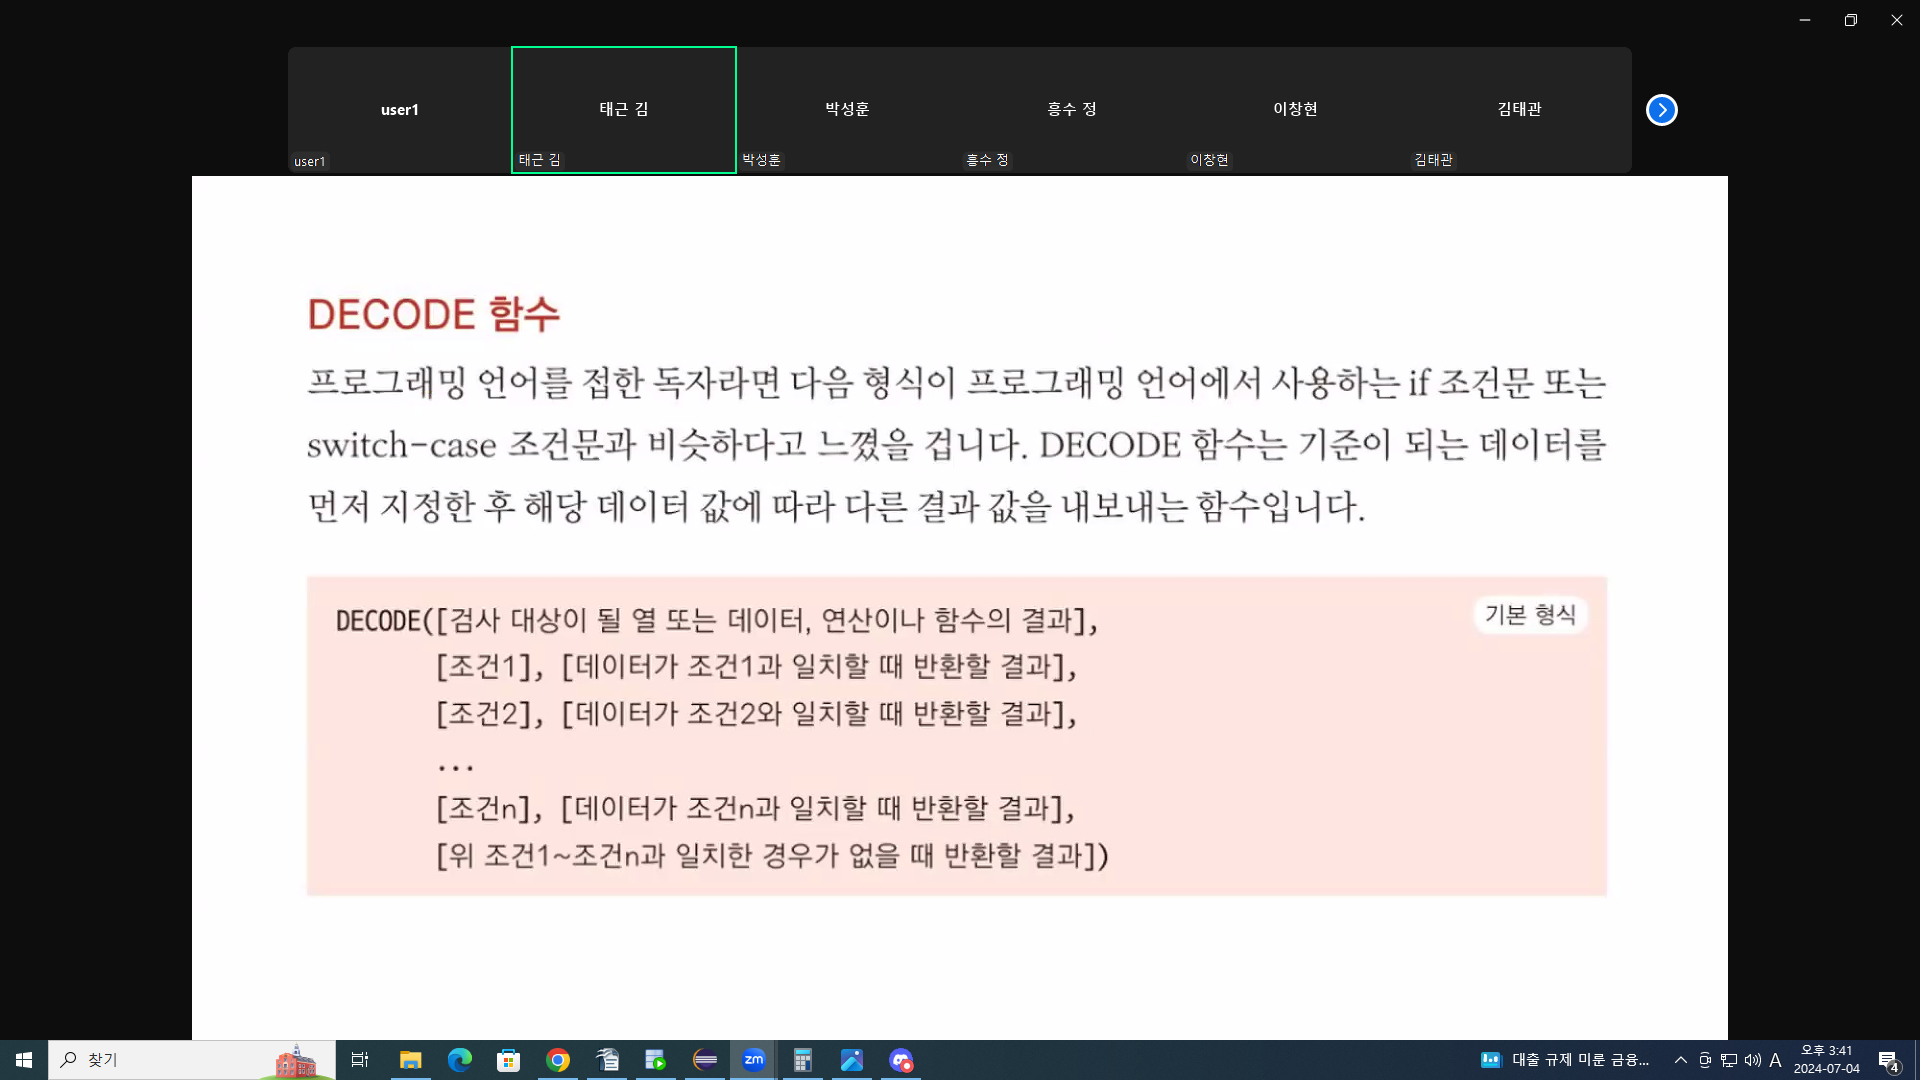 user1
태근 김
박성훈
흥수 정
이창현
김태관
user1
태근 김
박성훈
흥수 정
이창현
김태관
DECODE 함수
프로그래밍 언어를 접한 독자라면 다음 형식이 프로그래밍 언어에서 사용하는 if 조건문 또는
switch-case 조건문과 비슷하다고 느꼈을 겁니다. DECODE 함수는 기준이 되는 데이터를
먼저 지정한 후 해당 데이터 값에 따라 다른 결과 값을 내보내는 함수입니다.
기본 형식
DECODE([검사 대상이 될 열 또는 데이터, 연산이나 함수의 결과],
[조건1], [데이터가 조건1과 일치할 때 반환할 결과],
[조건2], [데이터가 조건2와 일치할 때 반환할 결과],
...
[조건n], [데이터가 조건n과 일치할 때 반환할 결과],
[위 조건1~조건n과 일치한 경우가 없을 때 반환할 결과])
찾기
zm
대출 규제 미룬 금융...
A
오후 3:41
2024-07-04
4